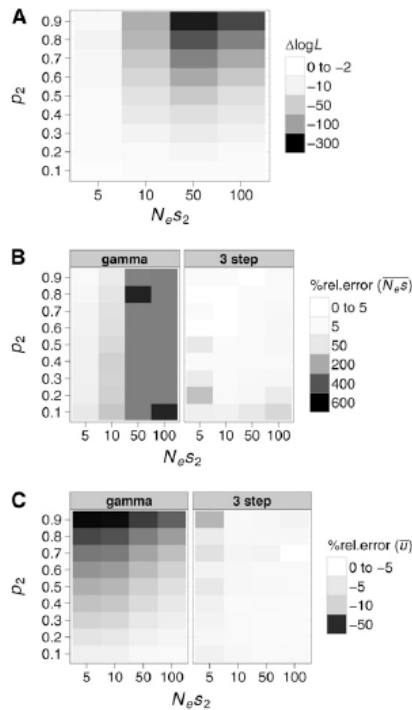 A
p₂
0.9
0.8
0.7
0.6
0.5
0.4
0.3
0.2
0.1
5 10 50 100
Nₑs₂
ΔlogL
0 to −2
−10
−50
−100
−300
B
gamma 3 step
p₂
0.9
0.8
0.7
0.6
0.5
0.4
0.3
0.2
0.1
5 10 50 100 5 10 50 100
Nₑs₂
%rel.error (N̅ₑs̅)
0 to 5
5
50
200
400
600
C
gamma 3 step
p₂
0.9
0.8
0.7
0.6
0.5
0.4
0.3
0.2
0.1
5 10 50 100 5 10 50 100
Nₑs₂
%rel.error (u̅)
0 to −5
−5
−10
−50